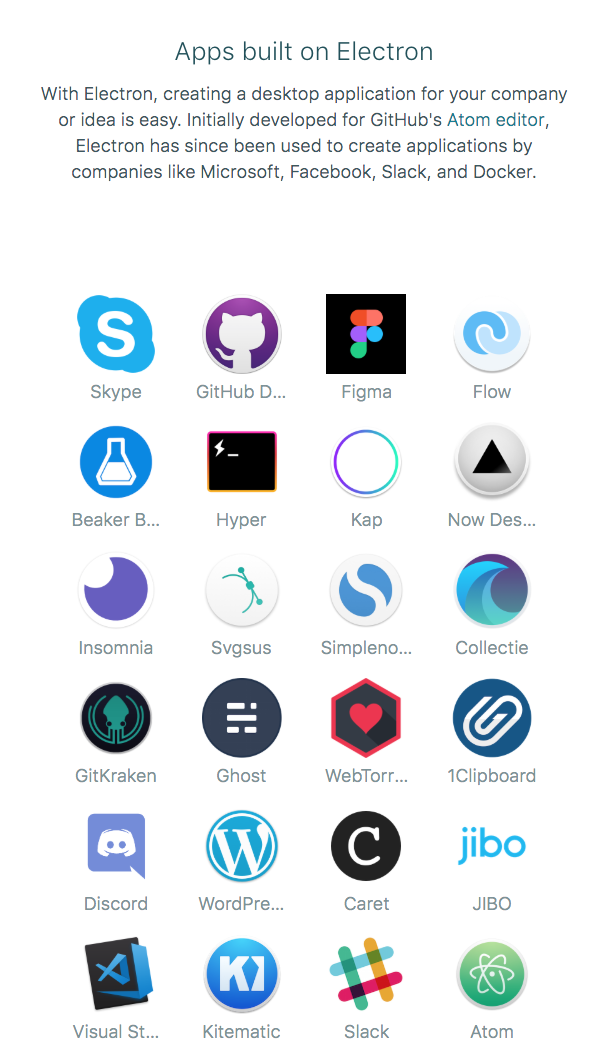 Apps built on Electron
With Electron, creating a desktop application for your company
or idea is easy. Initially developed for GitHub's Atom editor,
Electron has since been used to create applications by
companies like Microsoft, Facebook, Slack, and Docker.
Skype GitHub D... Figma Flow
Beaker B... Hyper Kap Now Des...
Insomnia Svgsus Simpleno... Collectie
GitKraken Ghost WebTorr... 1Clipboard
jibo
Discord WordPre... Caret JIBO
Visual St... Kitematic Slack Atom